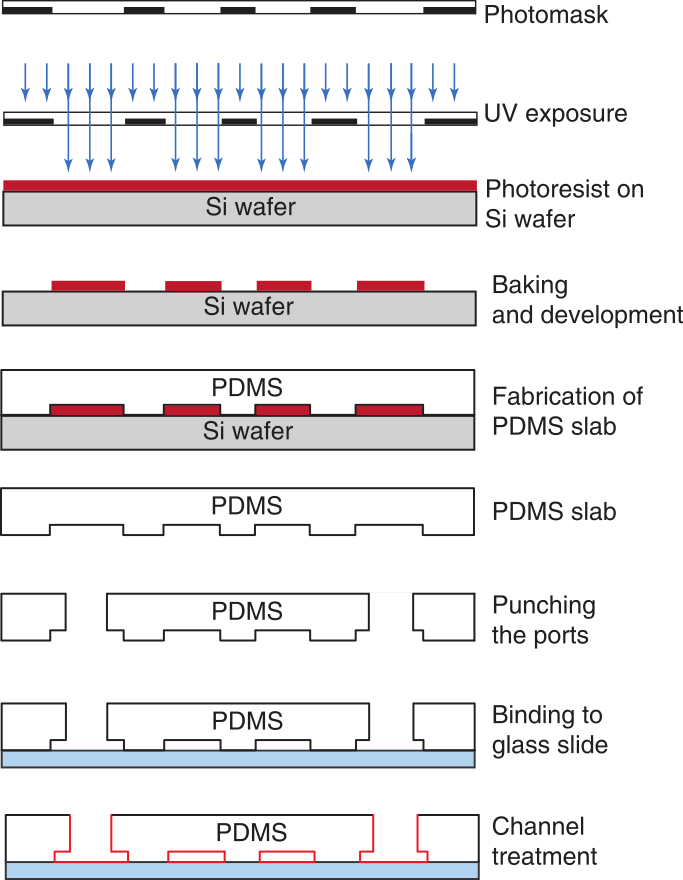 Photomask
UV exposure
Photoresist on
Si wafer
Si wafer
Baking
and development
Si wafer
PDMS
Fabrication of
PDMS slab
Si wafer
PDMS
PDMS slab
PDMS
Punching
the ports
PDMS
Binding to
glass slide
PDMS
Channel
treatment